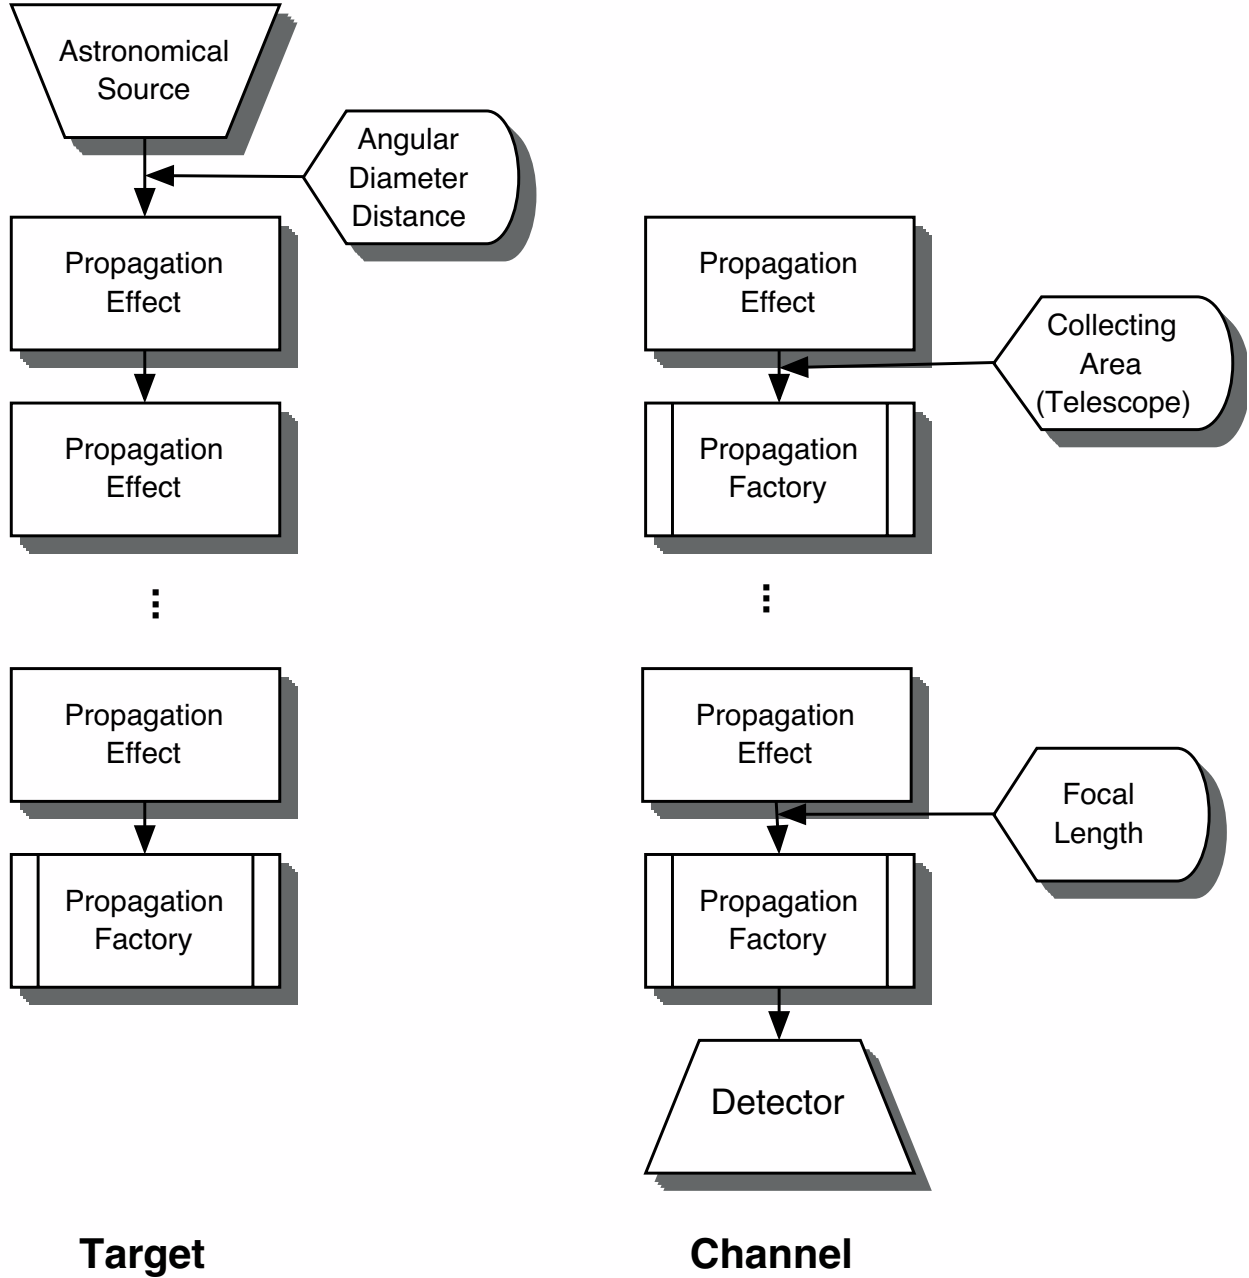 Astronomical
Source
Angular
Diameter
Distance
Propagation
Effect
Propagation
Effect
Propagation
Effect
Propagation
Factory
Target
Propagation
Effect
Collecting
Area
(Telescope)
Propagation
Factory
Propagation
Effect
Focal
Length
Propagation
Factory
Detector
Channel